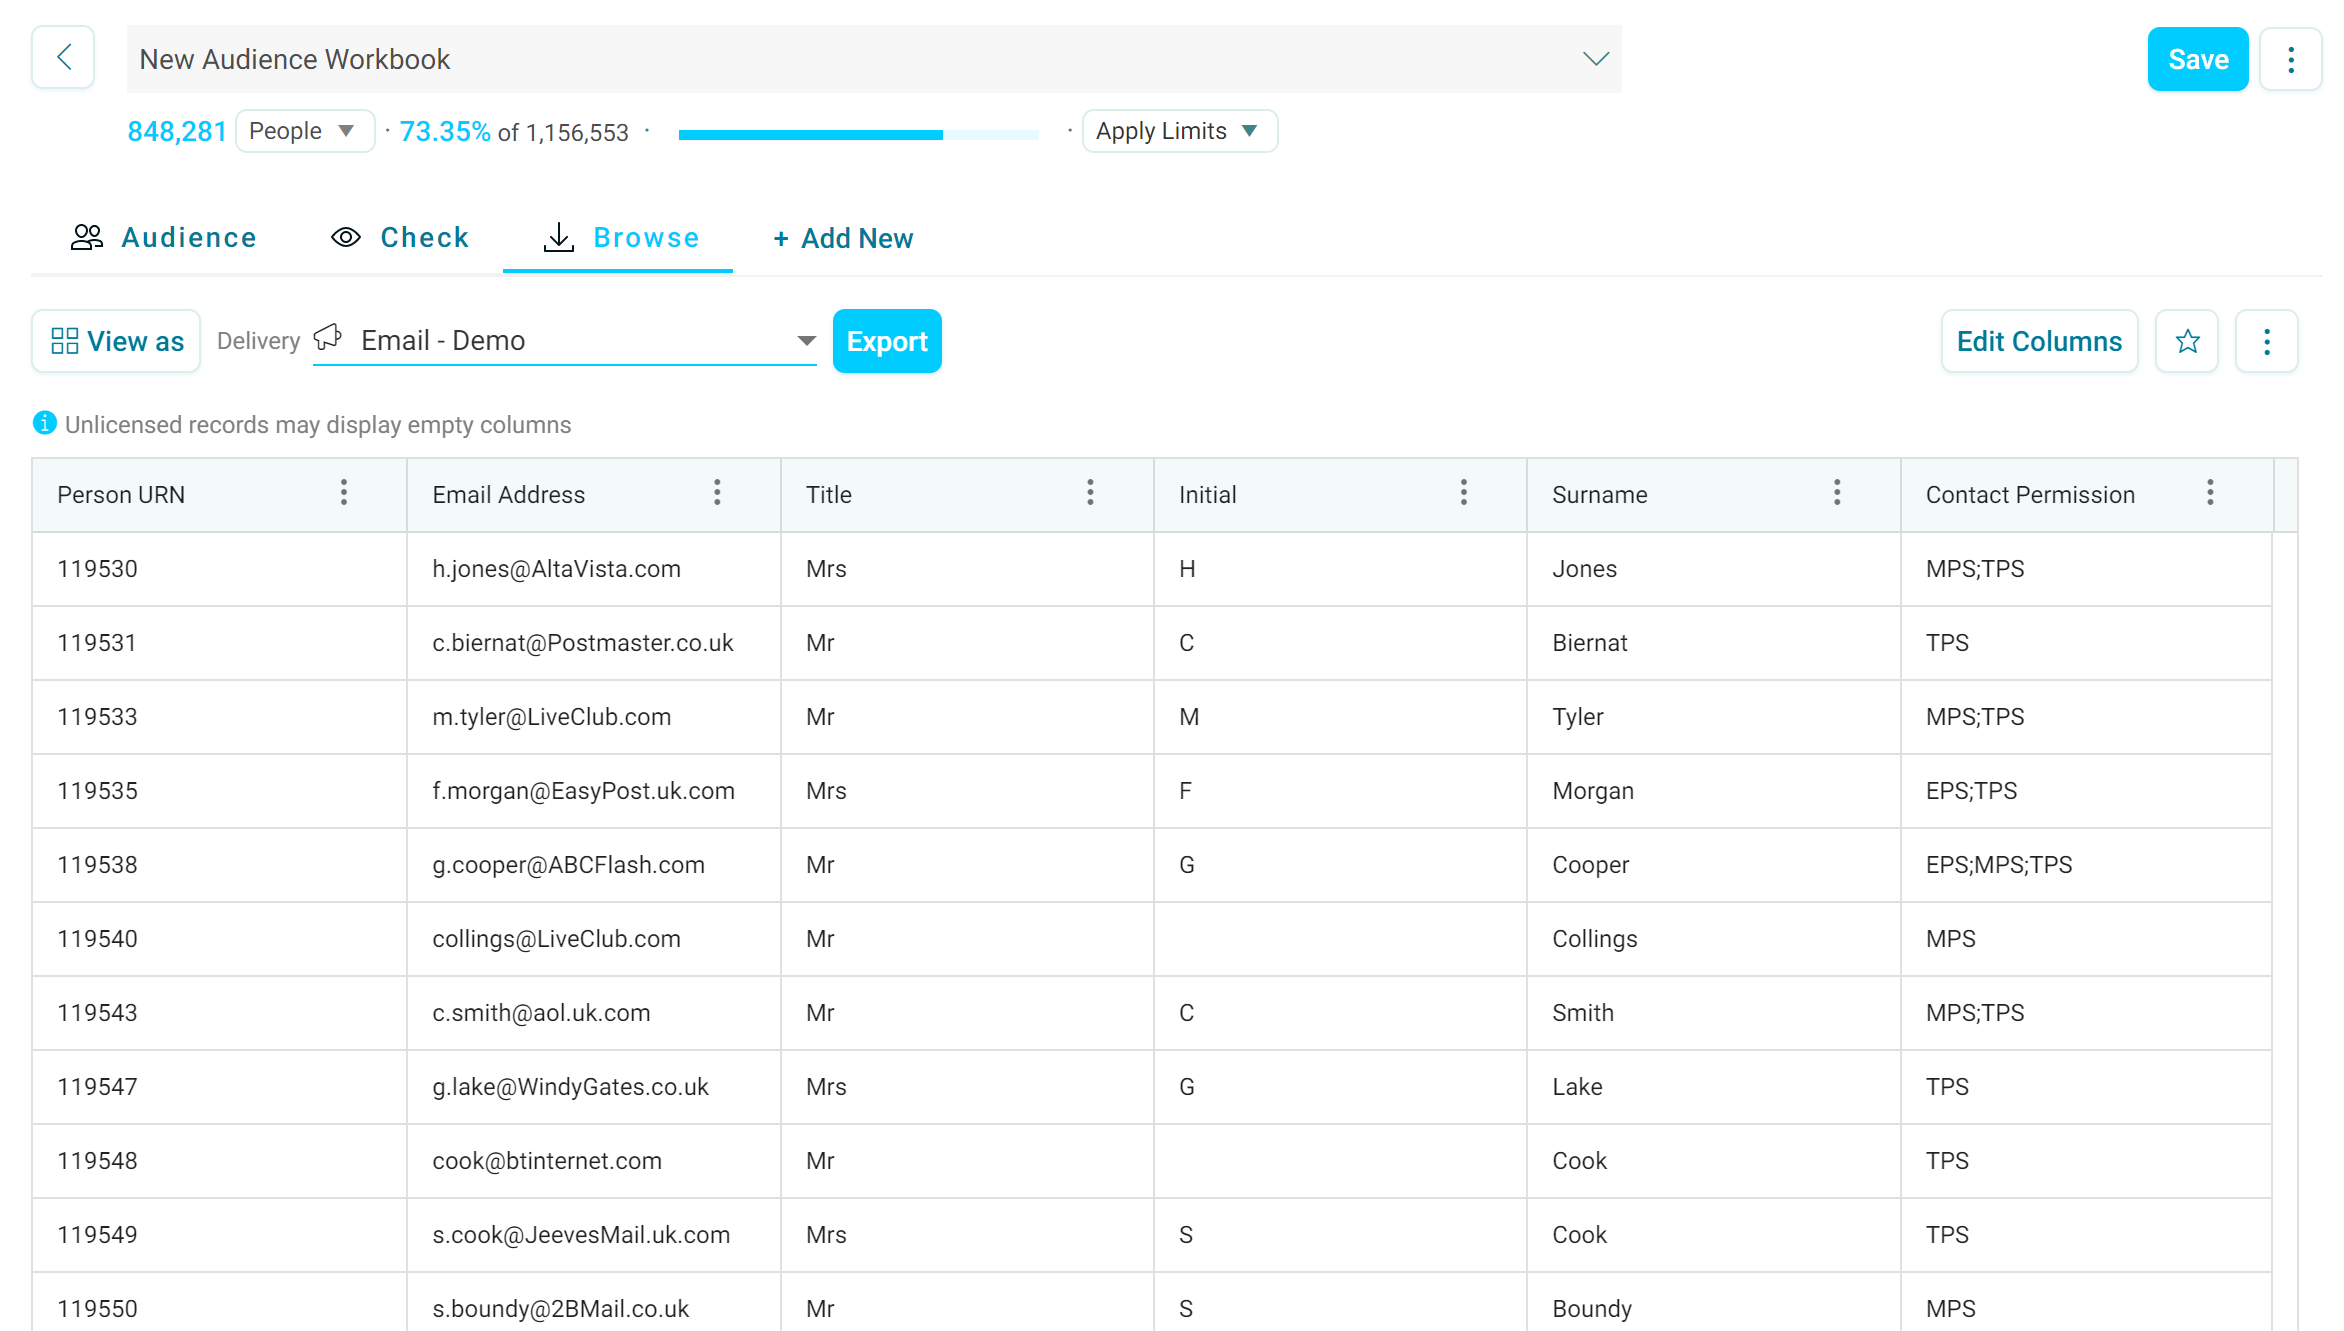 New Audience Workbook
Save
848,281 People · 73.35% of 1,156,553 · · Apply Limits
Audience Check Browse + Add New
View as Delivery Email - Demo Export Edit Columns
Unlicensed records may display empty columns
Person URN Email Address Title Initial Surname Contact Permission
119530 h.jones@AltaVista.com Mrs H Jones MPS;TPS
119531 c.biernat@Postmaster.co.uk Mr C Biernat TPS
119533 m.tyler@LiveClub.com Mr M Tyler MPS;TPS
119535 f.morgan@EasyPost.uk.com Mrs F Morgan EPS;TPS
119538 g.cooper@ABCFlash.com Mr G Cooper EPS;MPS;TPS
119540 collings@LiveClub.com Mr Collings MPS
119543 c.smith@aol.uk.com Mr C Smith MPS;TPS
119547 g.lake@WindyGates.co.uk Mrs G Lake TPS
119548 cook@btinternet.com Mr Cook TPS
119549 s.cook@JeevesMail.uk.com Mrs S Cook TPS
119550 s.boundy@2BMail.co.uk Mr S Boundy MPS